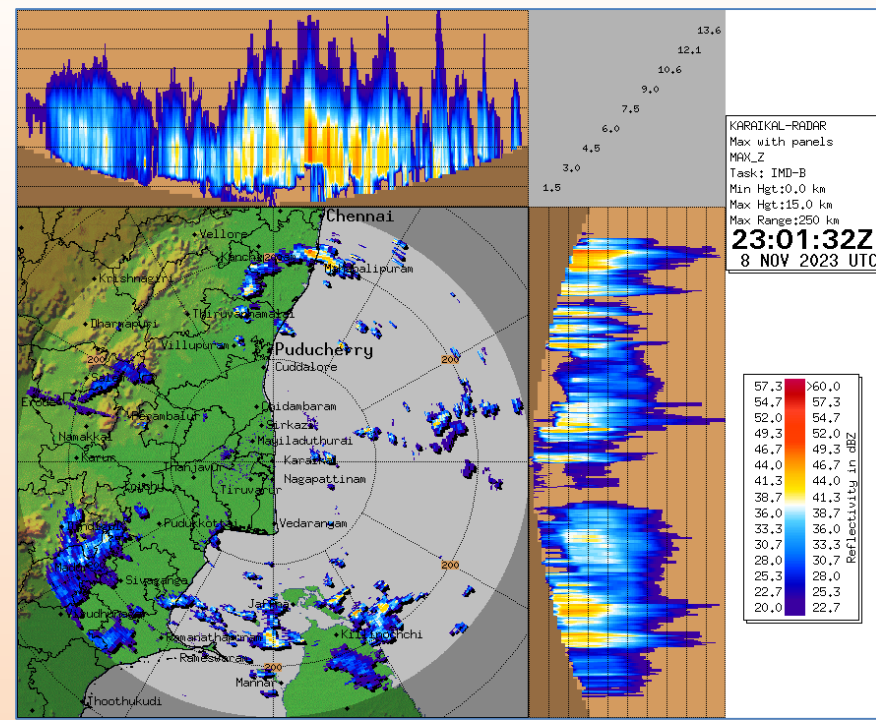 13.6
12.1
10.6
9.0
7.5
6.0
4.5
3.0
1.5
KARAIKAL-RADAR
Max with panels
MAX_Z
Task: IMD-B
Min Hgt:0.0 km
Max Hgt:15.0 km
Max Range:250 km
23:01:32Z
8 NOV 2023 UTC
Chennai
Vellore
Kanch
200
Krishnagiri
Thiruvannamalai
Dharmapuri
Villupuram
Puducherry
200
200
Cuddalore
Chidambaram
Perambalur
Sirkazi
Namakkal
Mayiladuthurai
Karur
Karaikal
Thanjavur
Nagapattinam
Tiruvarur
Pudukkottai
Vedaranyam
200
Sivaganga
Jaffna
Ramanathapuram
Killinochchi
Rameswaram
200
Mannar
Thoothukudi
57.3 >60.0
54.7 57.3
52.0 54.7
49.3 52.0
46.7 49.3
44.0 46.7
41.3 44.0
38.7 41.3
36.0 38.7
33.3 36.0
30.7 33.3
28.0 30.7
25.3 28.0
22.7 25.3
20.0 22.7
Reflectivity in dBZ